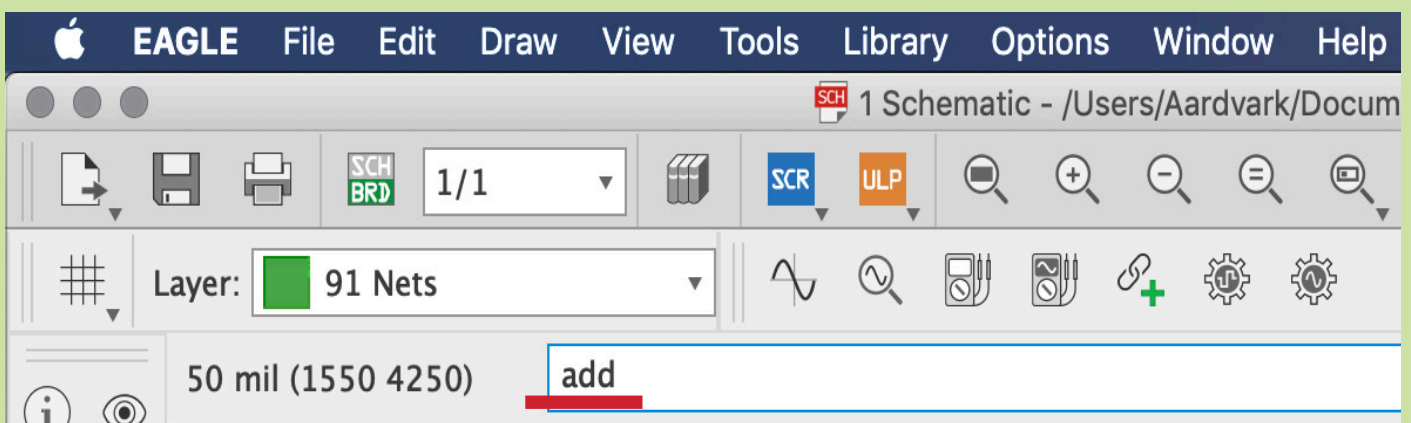 EAGLE File Edit Draw View Tools Library Options Window Help
SCH 1 Schematic - /Users/Aardvark/Docum
SCH
BRD 1/1 SCR ULP
Layer: 91 Nets
50 mil (1550 4250) add